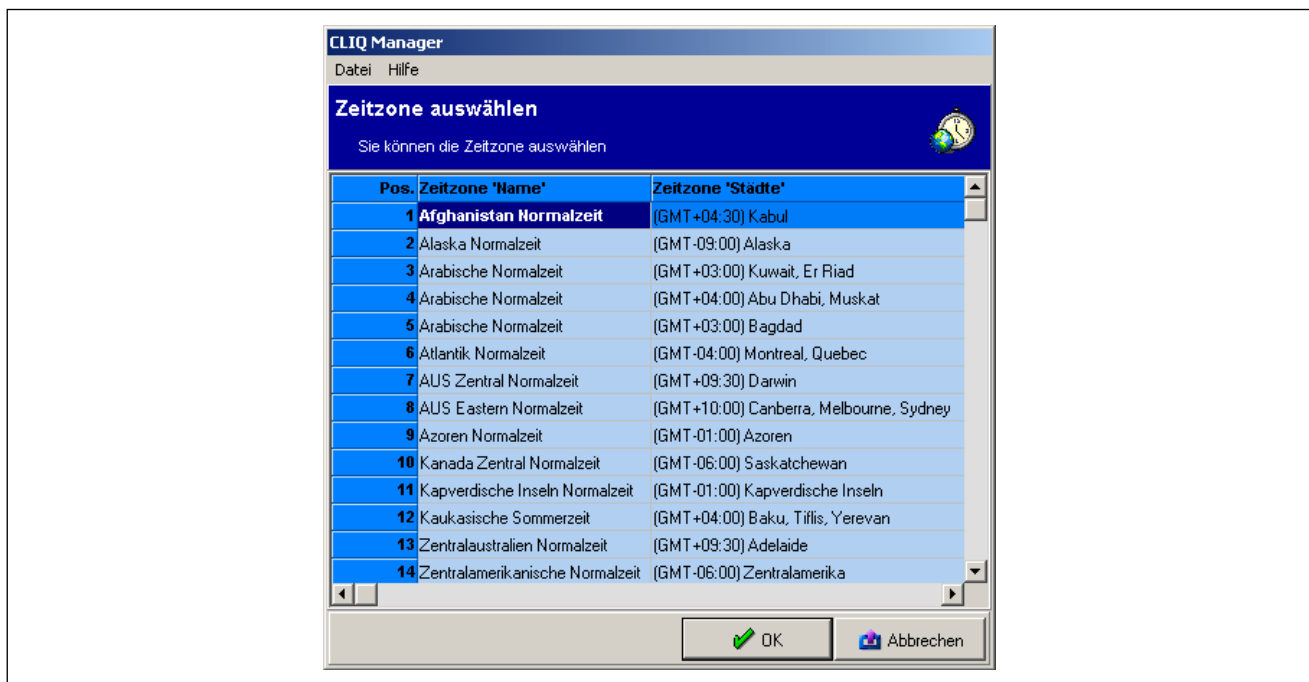 CLIQ Manager
Datei Hilfe
Zeitzone auswählen
Sie können die Zeitzone auswählen
Pos. Zeitzone 'Name' Zeitzone 'Städte'
1 Afghanistan Normalzeit (GMT+04:30) Kabul
2 Alaska Normalzeit (GMT-09:00) Alaska
3 Arabische Normalzeit (GMT+03:00) Kuwait, Er Riad
4 Arabische Normalzeit (GMT+04:00) Abu Dhabi, Muskat
5 Arabische Normalzeit (GMT+03:00) Bagdad
6 Atlantik Normalzeit (GMT-04:00) Montreal, Quebec
7 AUS Zentral Normalzeit (GMT+09:30) Darwin
8 AUS Eastern Normalzeit (GMT+10:00) Canberra, Melbourne, Sydney
9 Azoren Normalzeit (GMT-01:00) Azoren
10 Kanada Zentral Normalzeit (GMT-06:00) Saskatchewan
11 Kapverdische Inseln Normalzeit (GMT-01:00) Kapverdische Inseln
12 Kaukasische Sommerzeit (GMT+04:00) Baku, Tiflis, Yerevan
13 Zentralaustralien Normalzeit (GMT+09:30) Adelaide
14 Zentralamerikanische Normalzeit (GMT-06:00) Zentralamerika
OK Abbrechen